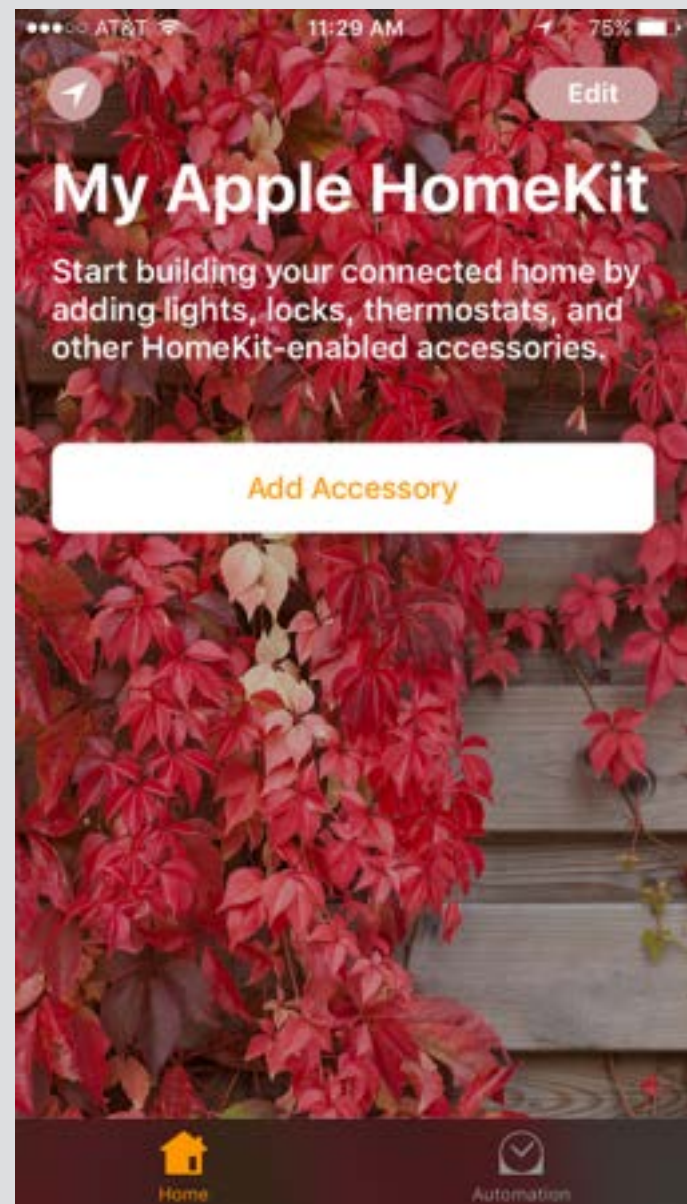 AT&T 11:29 AM 75%
Edit
My Apple HomeKit
Start building your connected home by
adding lights, locks, thermostats, and
other HomeKit-enabled accessories.
Add Accessory
Home Automation